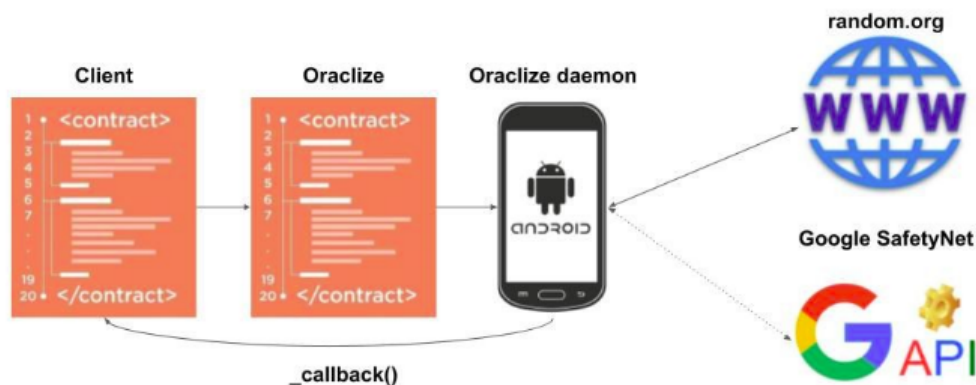 random.org
Client
Oraclize
Oraclize daemon
1
2
3
4
5
6
7
.
.
.
19
20
<contract>
</contract>
1
2
3
4
5
6
7
.
.
.
19
20
<contract>
</contract>
ANDROID
WWW
Google SafetyNet
G
API
_callback()